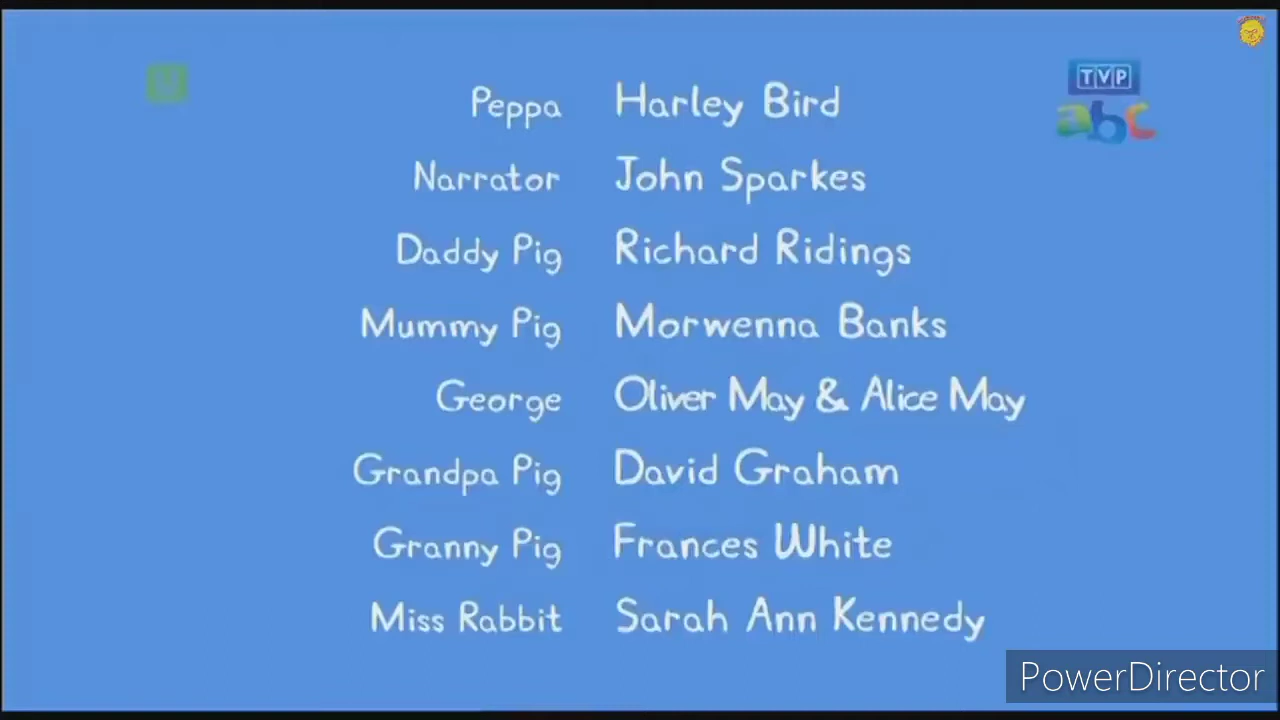 TVP
abc
Peppa Harley Bird
Narrator John Sparkes
Daddy Pig Richard Ridings
Mummy Pig Morwenna Banks
George Oliver May & Alice May
Grandpa Pig David Graham
Granny Pig Frances White
Miss Rabbit Sarah Ann Kennedy
PowerDirector